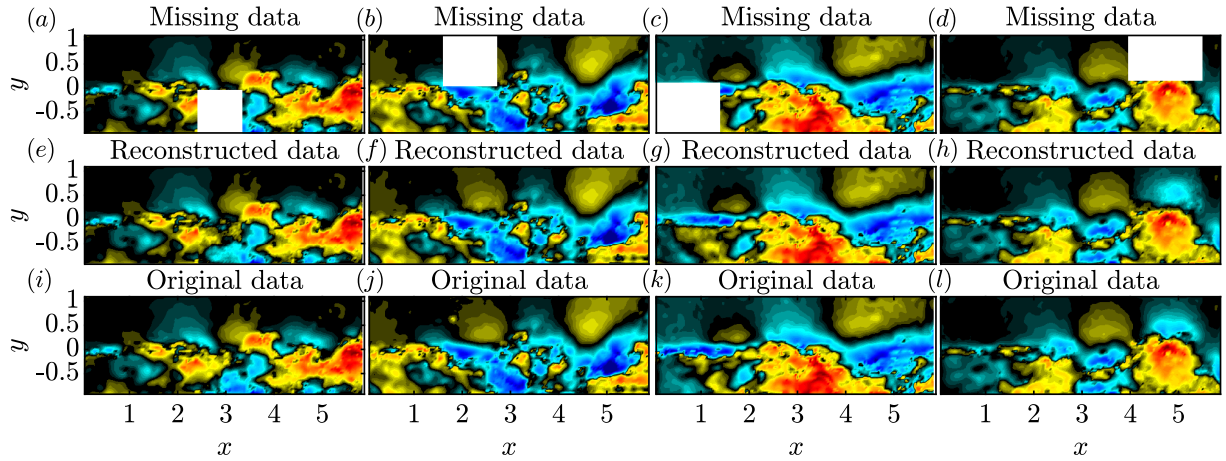 (a) Missing data (b) Missing data (c) Missing data (d) Missing data
1
0.5
y
0
-0.5
(e) Reconstructed data (f) Reconstructed data (g) Reconstructed data (h) Reconstructed data
1
0.5
y
0
-0.5
(i) Original data (j) Original data (k) Original data (l) Original data
1
0.5
y
0
-0.5
1 2 3 4 5 1 2 3 4 5 1 2 3 4 5 1 2 3 4 5
x x x x